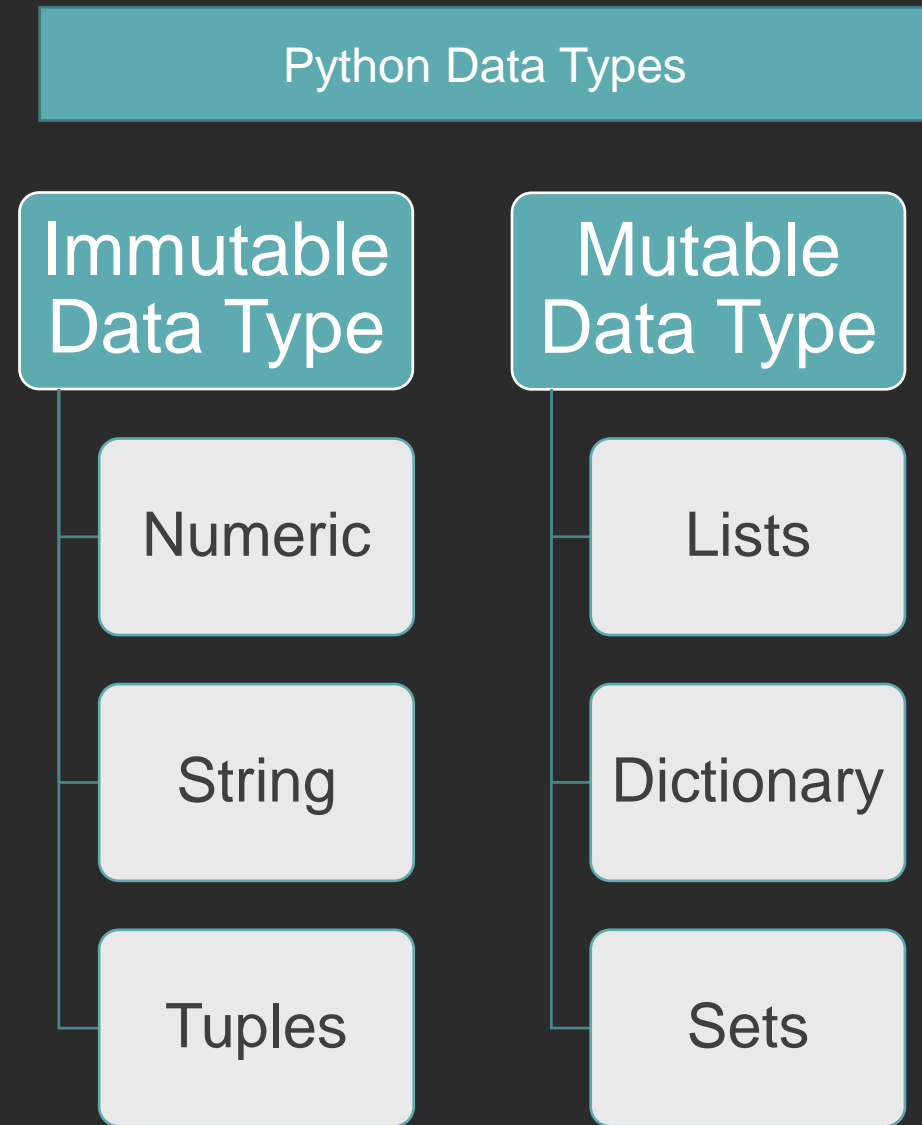 Python Data Types
Immutable
Data Type
Numeric
String
Tuples
Mutable
Data Type
Lists
Dictionary
Sets